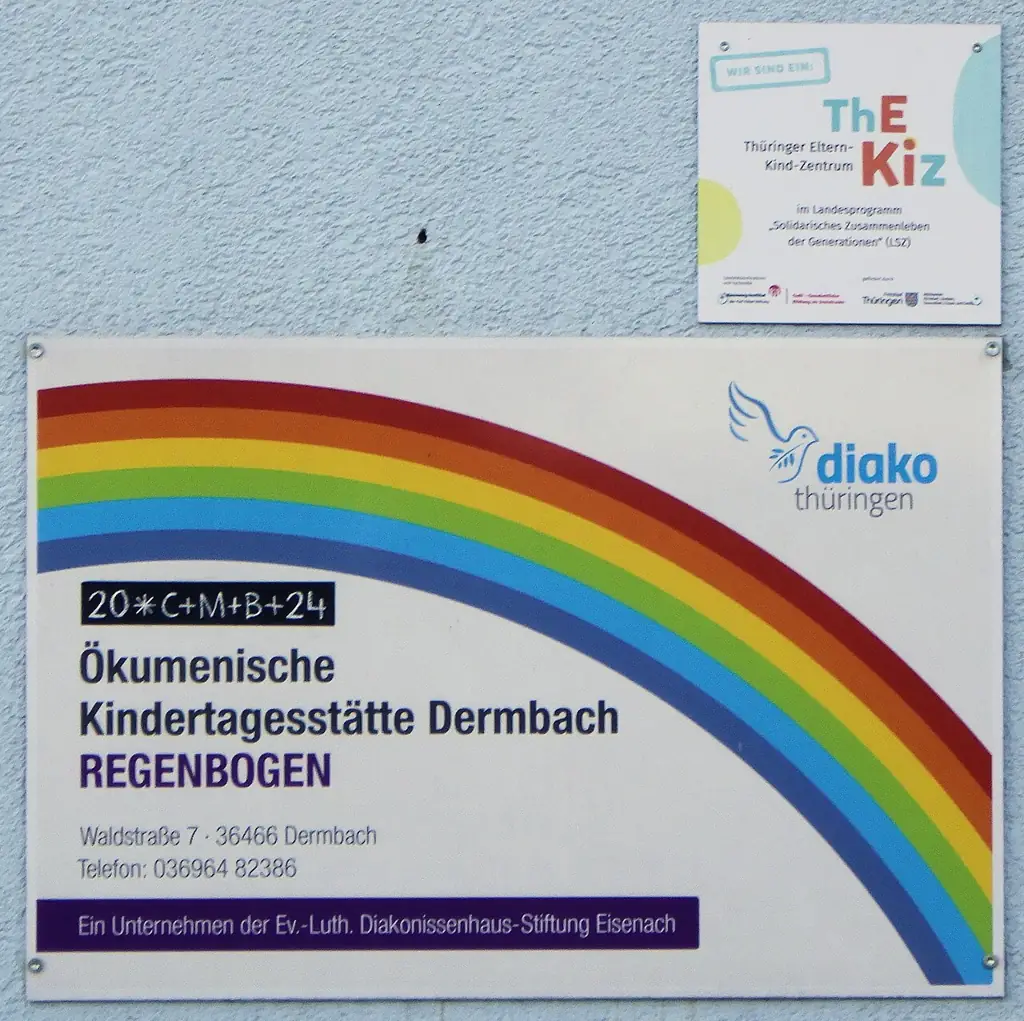 WIR SIND EIN:
ThE
Thüringer Eltern-
Kind-Zentrum
KiZ
im Landesprogramm
„Solidarisches Zusammenleben
der Generationen“ (LSZ)
Thüringen
diako
thüringen
20*C+M+B+24
Ökumenische
Kindertagesstätte Dermbach
REGENBOGEN
Waldstraße 7 · 36466 Dermbach
Telefon: 036964 82386
Ein Unternehmen der Ev.-Luth. Diakonissenhaus-Stiftung Eisenach